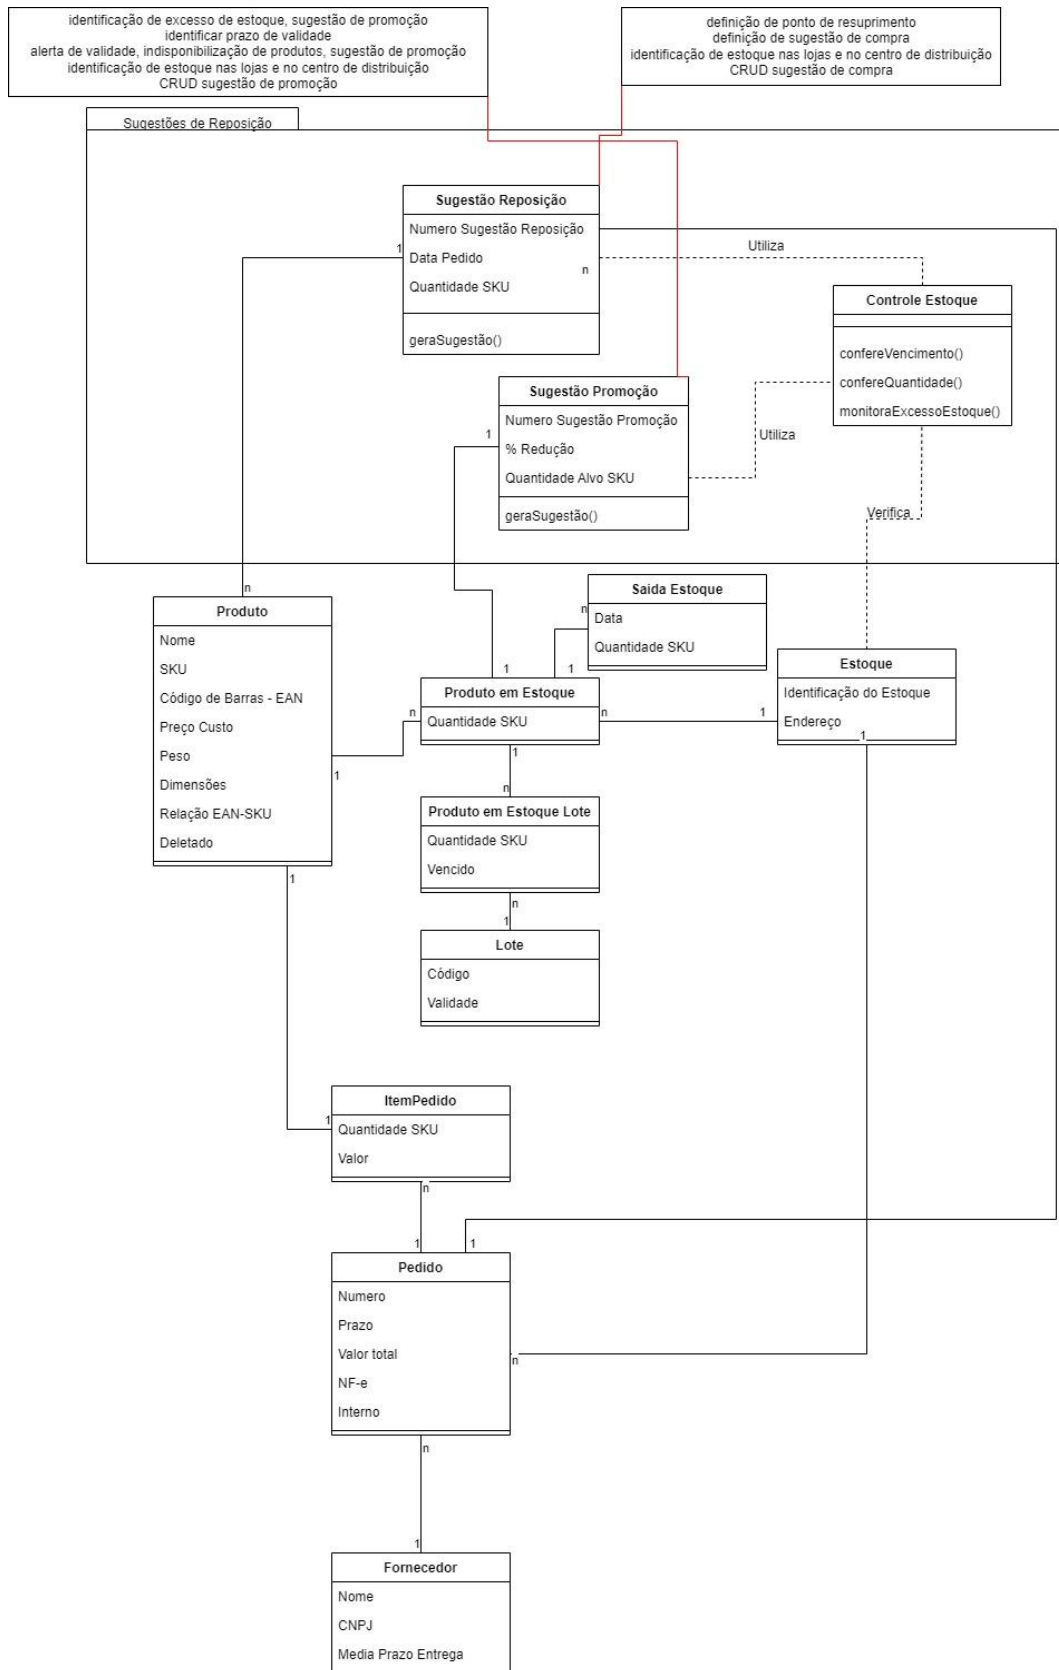 identificação de excesso de estoque, sugestão de promoção
identificar prazo de validade
alerta de validade, indisponibilização de produtos, sugestão de promoção
identificação de estoque nas lojas e no centro de distribuição
CRUD sugestão de promoção
definição de ponto de resuprimento
definição de sugestão de compra
identificação de estoque nas lojas e no centro de distribuição
CRUD sugestão de compra
Sugestões de Reposição
Sugestão Reposição
Numero Sugestão Reposição
Data Pedido
Quantidade SKU
geraSugestão()
1
n
Utiliza
Controle Estoque
confereVencimento()
confereQuantidade()
monitoraExcessoEstoque()
Sugestão Promoção
Numero Sugestão Promoção
% Redução
Quantidade Alvo SKU
geraSugestão()
1
Utiliza
Verifica
n
Produto
Nome
SKU
Código de Barras - EAN
Preço Custo
Peso
Dimensões
Relação EAN-SKU
Deletado
Saida Estoque
Data
Quantidade SKU
n
1
1
Produto em Estoque
Quantidade SKU
n
1
n
1
Estoque
Identificação do Estoque
Endereço
1
1
n
Produto em Estoque Lote
Quantidade SKU
Vencido
n
1
Lote
Código
Validade
1
1
ItemPedido
Quantidade SKU
Valor
n
1
1
Pedido
Numero
Prazo
Valor total
NF-e
Interno
n
n
1
Fornecedor
Nome
CNPJ
Media Prazo Entrega